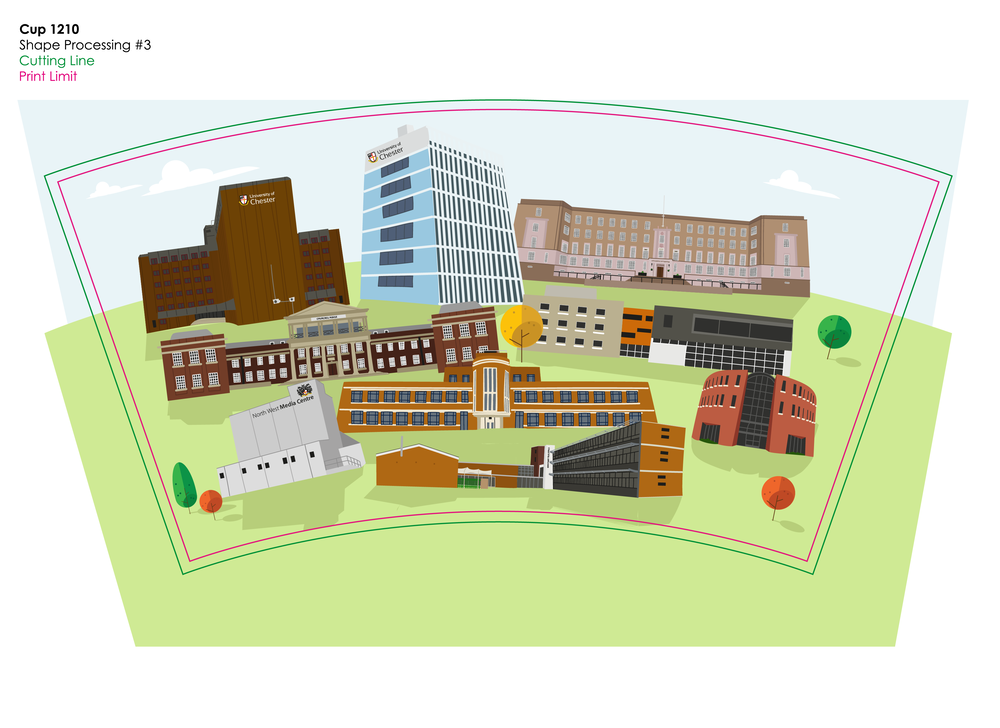 Cup 1210
Shape Processing #3
Cutting Line
Print Limit
University of
Chester
University of
Chester
North West Media Centre